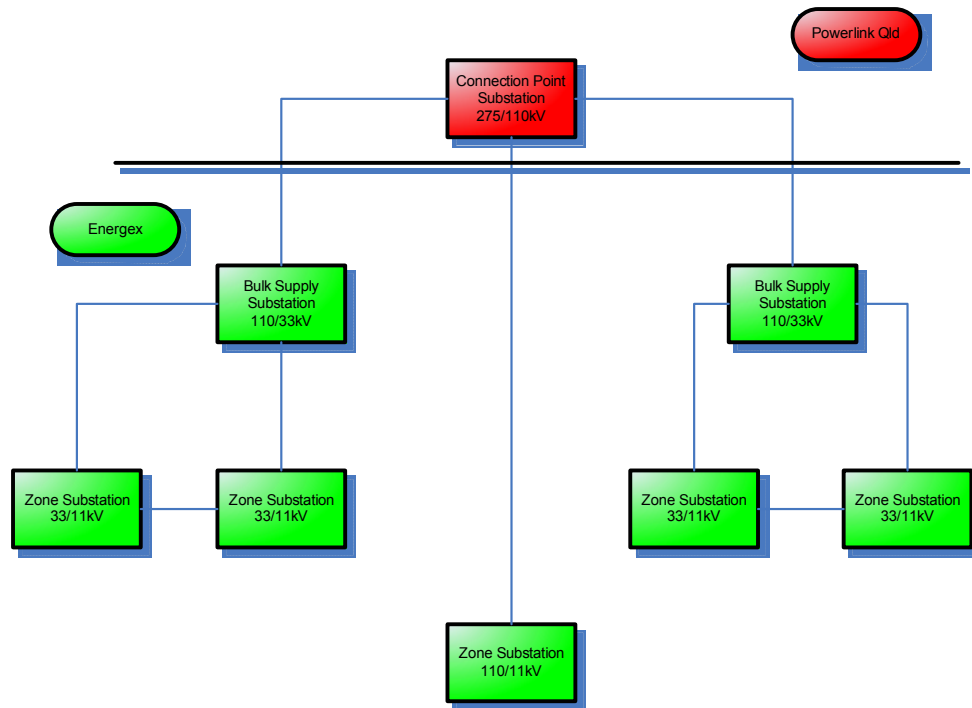 Powerlink Qld
Connection Point
Substation
275/110kV
Energex
Bulk Supply
Substation
110/33kV
Bulk Supply
Substation
110/33kV
Zone Substation
33/11kV
Zone Substation
33/11kV
Zone Substation
33/11kV
Zone Substation
33/11kV
Zone Substation
110/11kV